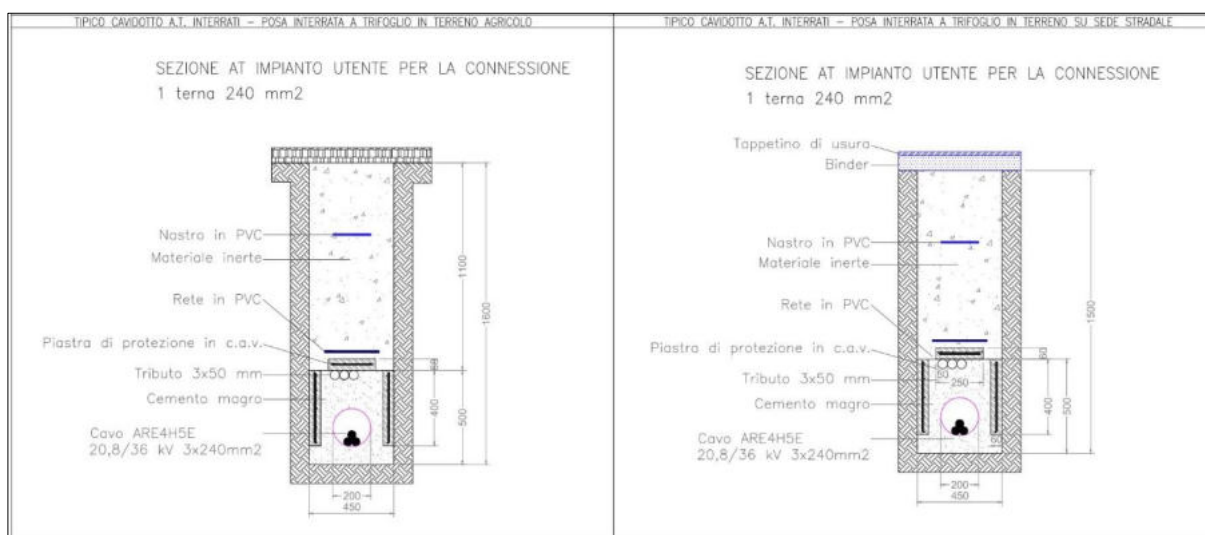 TIPICO CAVIDOTTO A.T. INTERRATI – POSA INTERRATA A TRIFOGLIO IN TERRENO AGRICOLO
SEZIONE AT IMPIANTO UTENTE PER LA CONNESSIONE
1 terna 240 mm2
Nastro in PVC
Materiale inerte
Rete in PVC
Piastra di protezione in c.a.v.
Tributo 3x50 mm
Cemento magro
Cavo ARE4H5E
20,8/36 kV 3x240mm2
1100
1600
60
400
500
200
450
TIPICO CAVIDOTTO A.T. INTERRATI – POSA INTERRATA A TRIFOGLIO IN TERRENO SU SEDE STRADALE
SEZIONE AT IMPIANTO UTENTE PER LA CONNESSIONE
1 terna 240 mm2
Tappetino di usura
Binder
Nastro in PVC
Materiale inerte
Rete in PVC
Piastra di protezione in c.a.v.
Tributo 3x50 mm
Cemento magro
Cavo ARE4H5E
20,8/36 kV 3x240mm2
1500
60
250
400
500
200
450